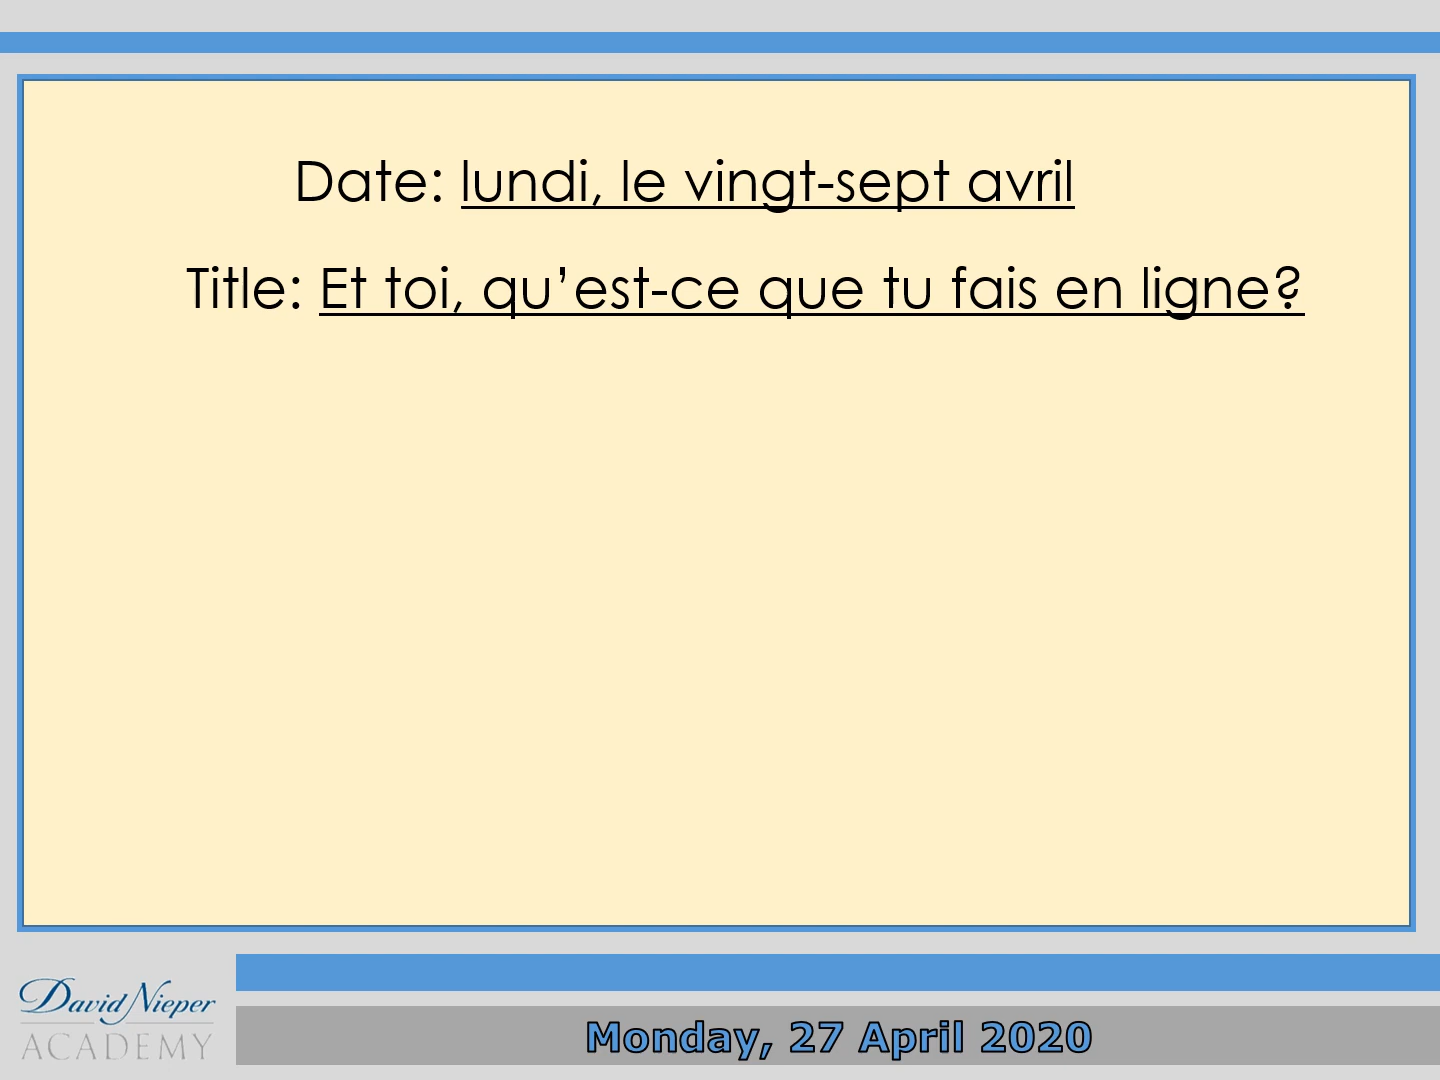 Date: lundi, le vingt-sept avril
Title: Et toi, qu’est-ce que tu fais en ligne?
David Nieper
ACADEMY
Monday, 27 April 2020